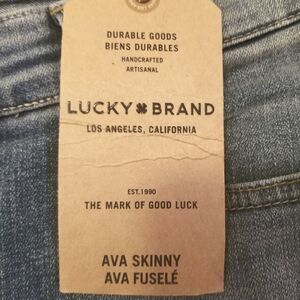 DURABLE GOODS
BIENS DURABLES
HANDCRAFTED
ARTISANAL
LUCKY BRAND
LOS ANGELES, CALIFORNIA
EST. 1990
THE MARK OF GOOD LUCK
AVA SKINNY
AVA FUSELÉ